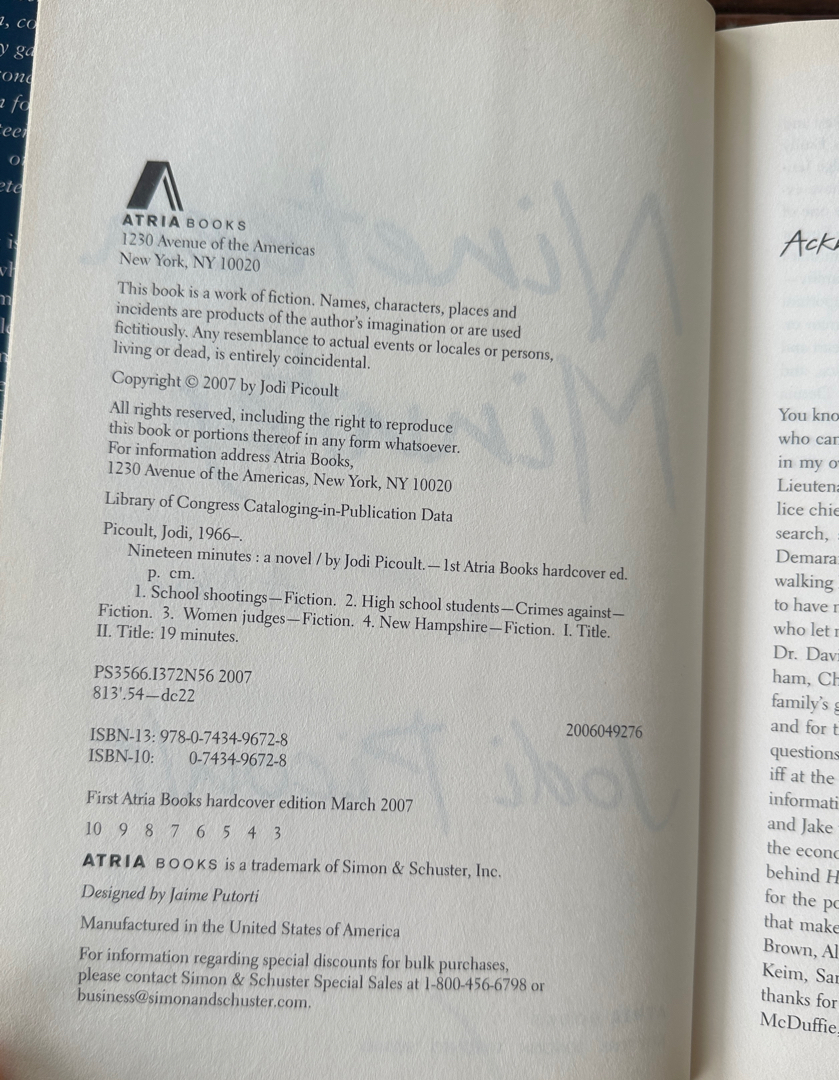 ATRIA BOOKS
1230 Avenue of the Americas
New York, NY 10020
This book is a work of fiction. Names, characters, places and
incidents are products of the author's imagination or are used
fictitiously. Any resemblance to actual events or locales or persons,
living or dead, is entirely coincidental.
Copyright © 2007 by Jodi Picoult
All rights reserved, including the right to reproduce
this book or portions thereof in any form whatsoever.
For information address Atria Books,
1230 Avenue of the Americas, New York, NY 10020
Library of Congress Cataloging-in-Publication Data
Picoult, Jodi, 1966–.
Nineteen minutes : a novel / by Jodi Picoult.—1st Atria Books hardcover ed.
p. cm.
1. School shootings—Fiction. 2. High school students—Crimes against—
Fiction. 3. Women judges—Fiction. 4. New Hampshire—Fiction. I. Title.
II. Title: 19 minutes.
PS3566.I372N56 2007
813'.54—dc22
2006049276
ISBN-13: 978-0-7434-9672-8
ISBN-10: 0-7434-9672-8
First Atria Books hardcover edition March 2007
10 9 8 7 6 5 4 3
ATRIA BOOKS is a trademark of Simon & Schuster, Inc.
Designed by Jaime Putorti
Manufactured in the United States of America
For information regarding special discounts for bulk purchases,
please contact Simon & Schuster Special Sales at 1-800-456-6798 or
business@simonandschuster.com.
You kno
who can
in my o
Lieutena
lice chie
search,
Demara
walking
to have
who let
Dr. Davi
ham, Ch
family's
and for t
questions
iff at the
informati
and Jake
the econo
behind H
for the po
that make
Brown, Al
Keim, Sar
thanks for
McDuffie,